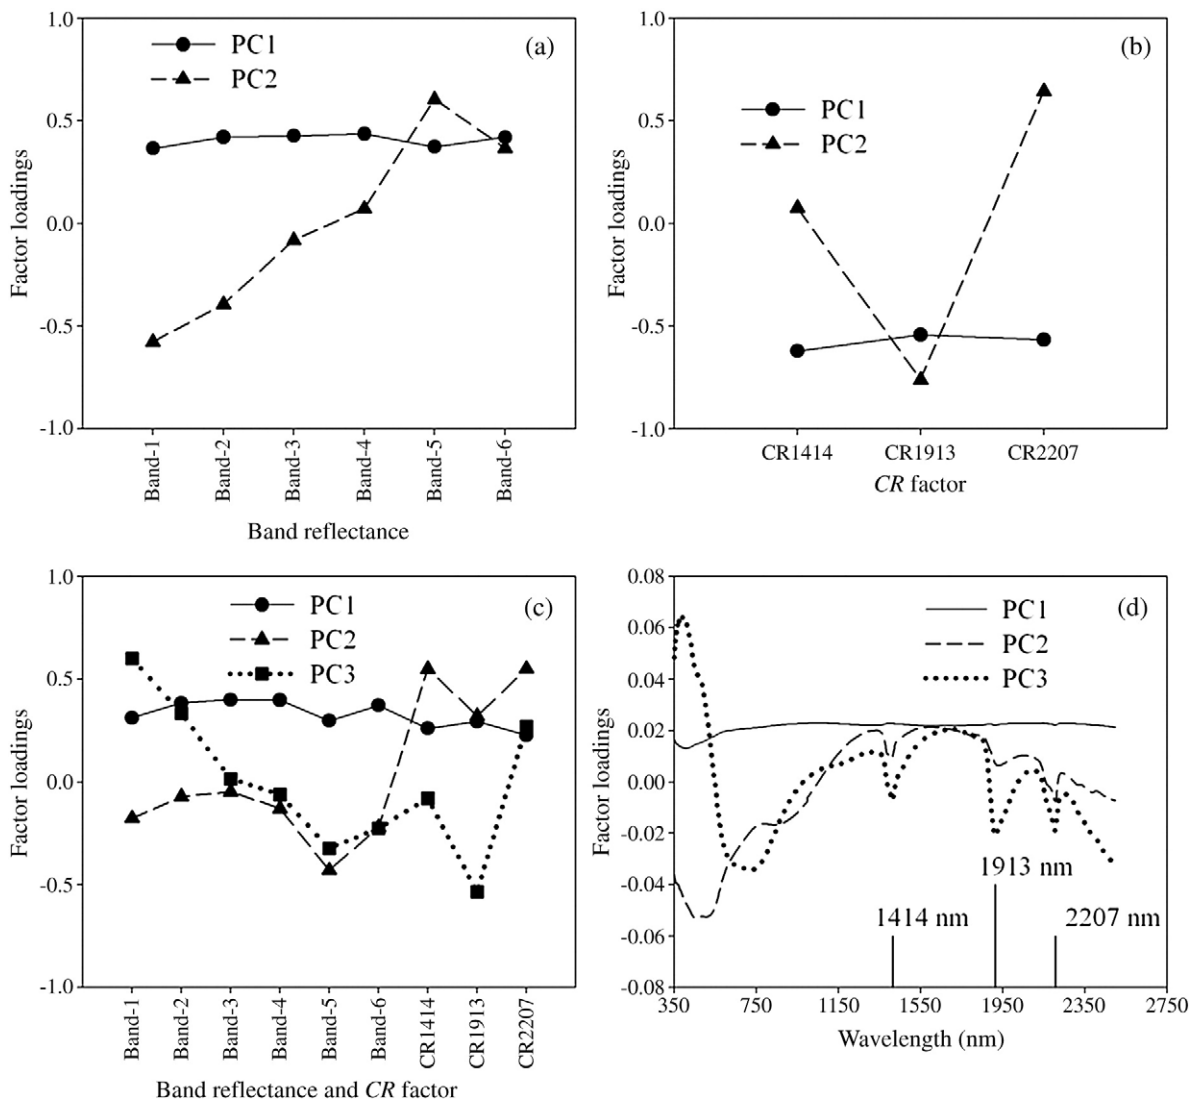 (a)
PC1
PC2
1.0
0.5
0.0
-0.5
-1.0
Factor loadings
Band-1
Band-2
Band-3
Band-4
Band-5
Band-6
Band reflectance
(b)
PC1
PC2
1.0
0.5
0.0
-0.5
-1.0
Factor loadings
CR1414 CR1913 CR2207
CR factor
(c)
PC1
PC2
PC3
1.0
0.5
0.0
-0.5
-1.0
Factor loadings
Band-1
Band-2
Band-3
Band-4
Band-5
Band-6
CR1414
CR1913
CR2207
Band reflectance and CR factor
(d)
PC1
PC2
PC3
0.08
0.06
0.04
0.02
0.00
-0.02
-0.04
-0.06
-0.08
Factor loadings
1913 nm
1414 nm
2207 nm
350 750 1150 1550 1950 2350 2750
Wavelength (nm)